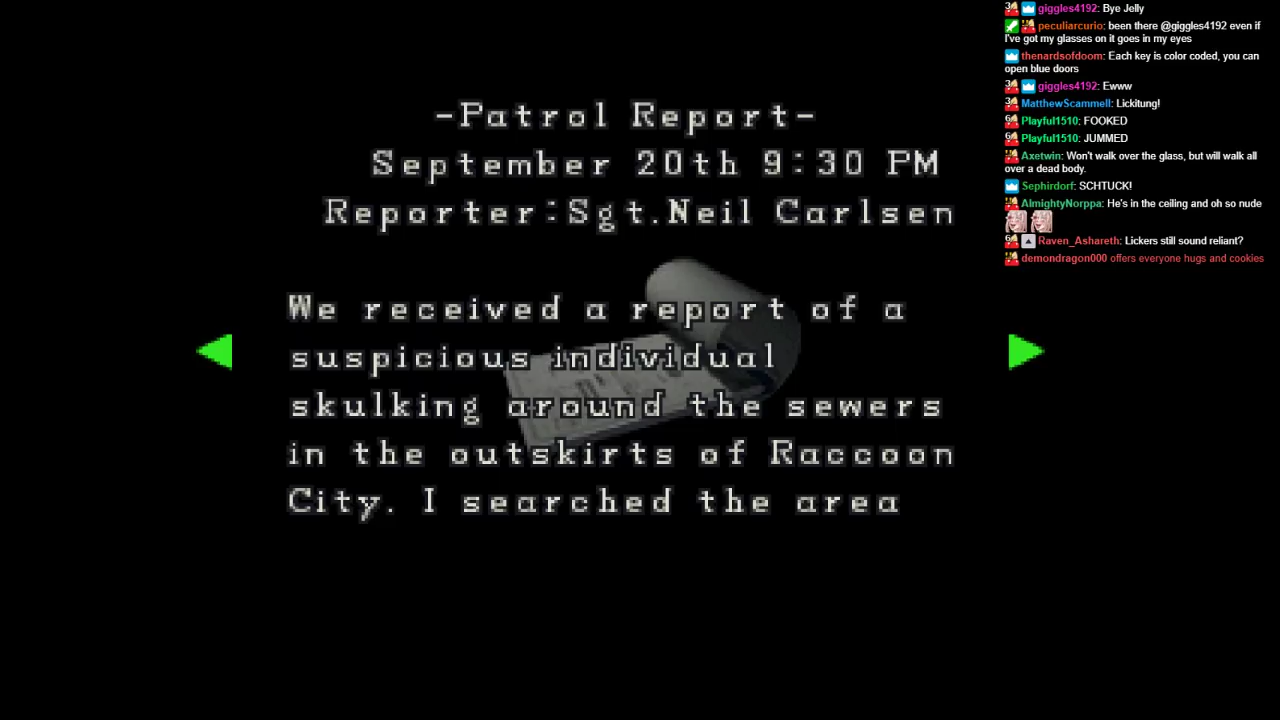 -Patrol Report-
September 20th 9:30 PM
Reporter:Sgt.Neil Carlsen
We received a report of a
suspicious individual
skulking around the sewers
in the outskirts of Raccoon
City. I searched the area
giggles4192: Bye Jelly
peculiarcurio: been there @giggles4192 even if
I've got my glasses on it goes in my eyes
thenardsofdoom: Each key is color coded, you can
open blue doors
giggles4192: Ewww
MatthewScammell: Lickitung!
Playful1510: FOOKED
Playful1510: JUMMED
Axetwin: Won't walk over the glass, but will walk all
over a dead body.
Sephirdorf: SCHTUCK!
AlmightyNorppa: He's in the ceiling and oh so nude
Raven_Ashareth: Lickers still sound reliant?
demondragon000 offers everyone hugs and cookies